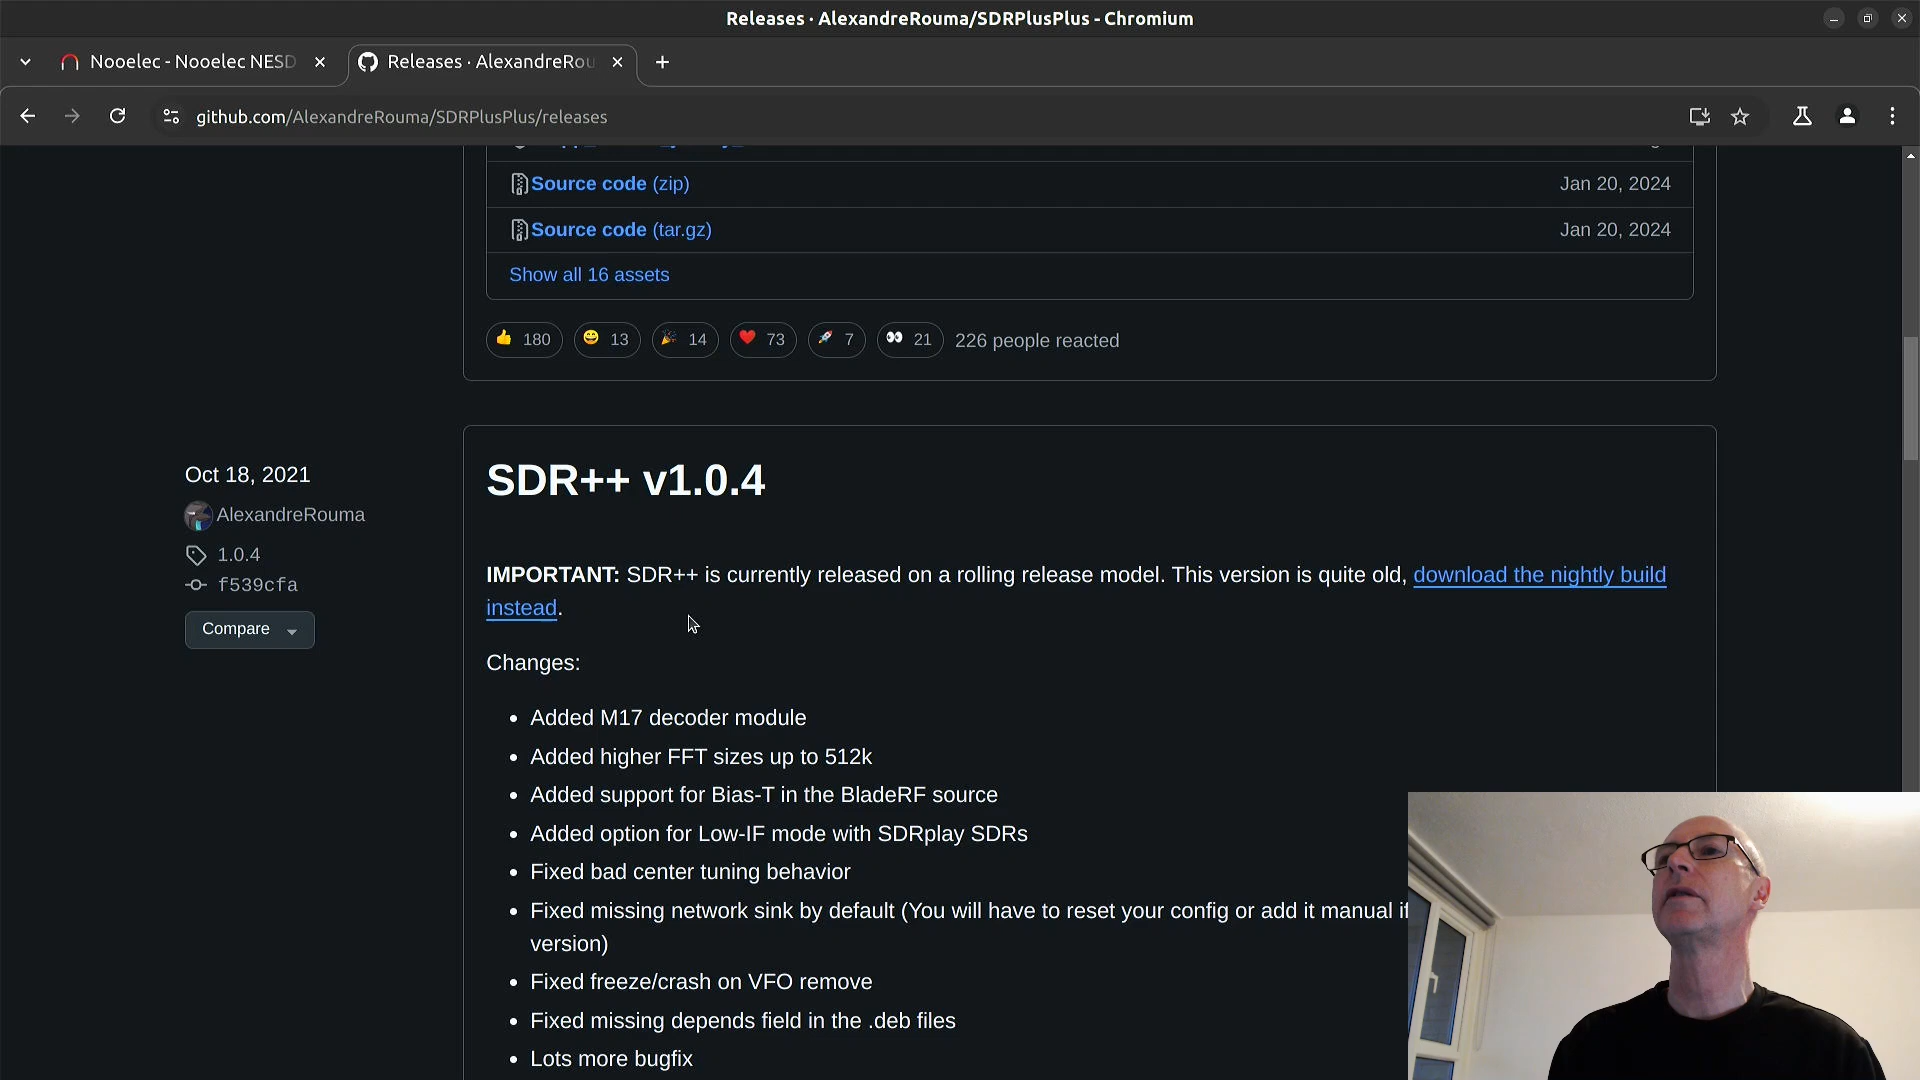 Releases · AlexandreRouma/SDRPlusPlus - Chromium
Nooelec - Nooelec NESD
Releases · AlexandreRou
github.com/AlexandreRouma/SDRPlusPlus/releases
Source code (zip) Jan 20, 2024
Source code (tar.gz) Jan 20, 2024
Show all 16 assets
👍 180 😄 13 🎉 14 ❤️ 73 🚀 7 👀 21 226 people reacted
Oct 18, 2021
AlexandreRouma
1.0.4
f539cfa
Compare
SDR++ v1.0.4
IMPORTANT: SDR++ is currently released on a rolling release model. This version is quite old, download the nightly build
instead.
Changes:
• Added M17 decoder module
• Added higher FFT sizes up to 512k
• Added support for Bias-T in the BladeRF source
• Added option for Low-IF mode with SDRplay SDRs
• Fixed bad center tuning behavior
• Fixed missing network sink by default (You will have to reset your config or add it manual if
version)
• Fixed freeze/crash on VFO remove
• Fixed missing depends field in the .deb files
• Lots more bugfix